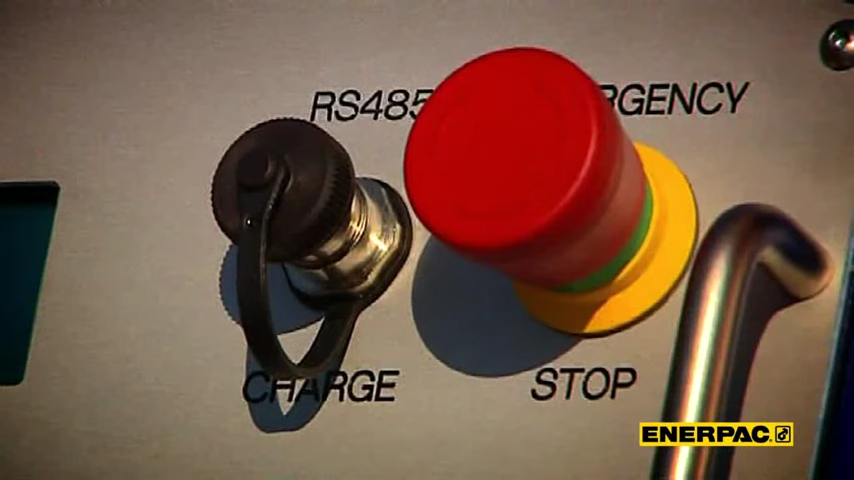 RS485
RGENCY
CHARGE
STOP
ENERPAC